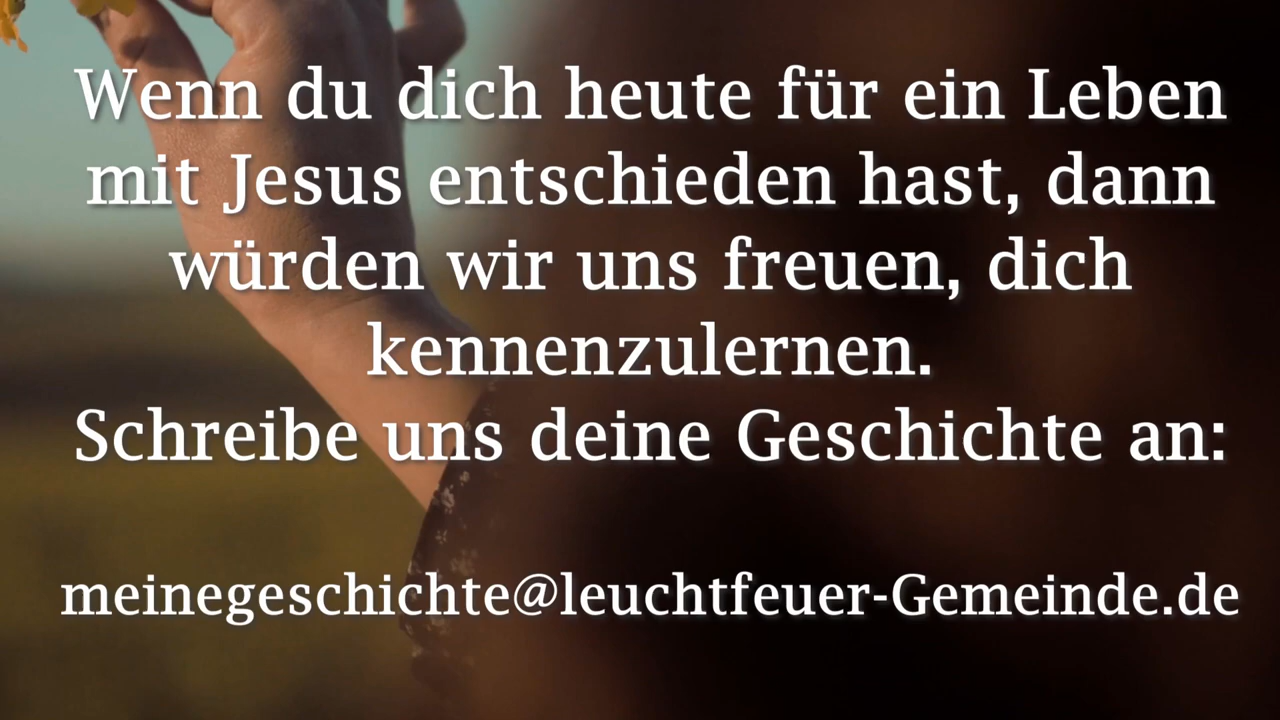 Wenn du dich heute für ein Leben
mit Jesus entschieden hast, dann
würden wir uns freuen, dich
kennenzulernen.
Schreibe uns deine Geschichte an:
meinegeschichte@leuchtfeuer-Gemeinde.de